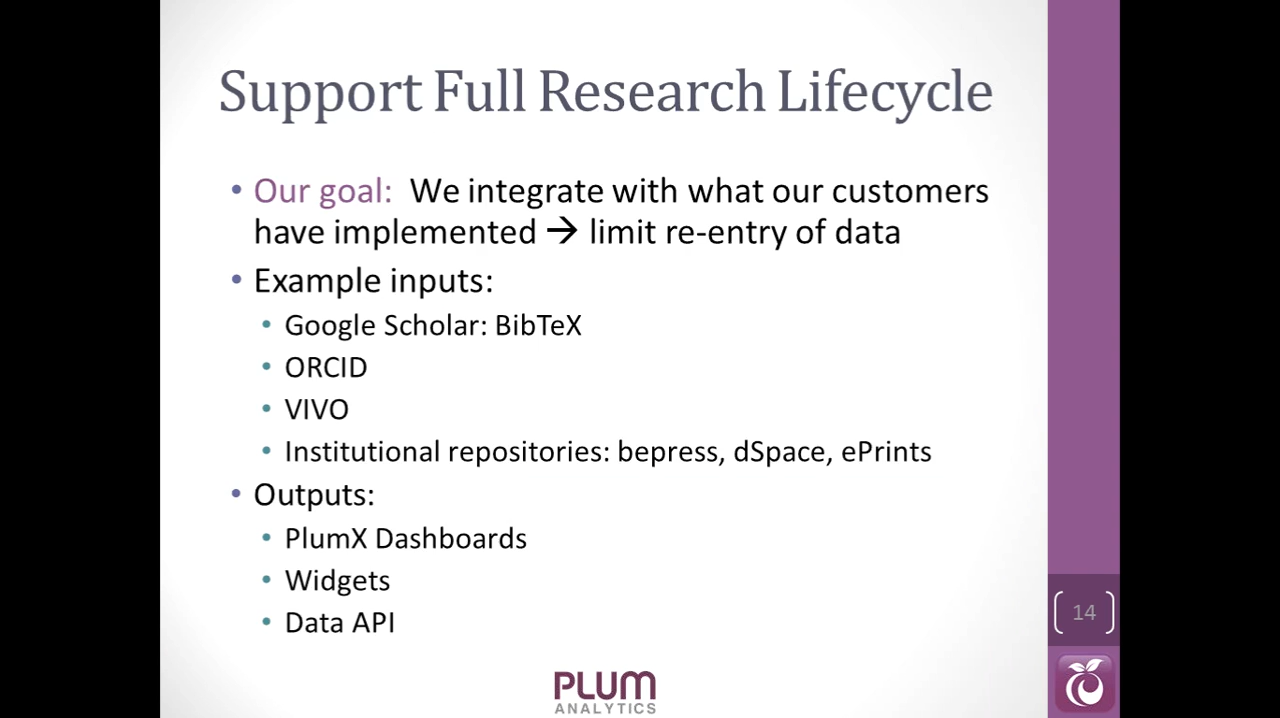 Support Full Research Lifecycle
• Our goal: We integrate with what our customers
have implemented → limit re-entry of data
• Example inputs:
• Google Scholar: BibTeX
• ORCID
• VIVO
• Institutional repositories: bepress, dSpace, ePrints
• Outputs:
• PlumX Dashboards
• Widgets
• Data API
14
PLUM
ANALYTICS